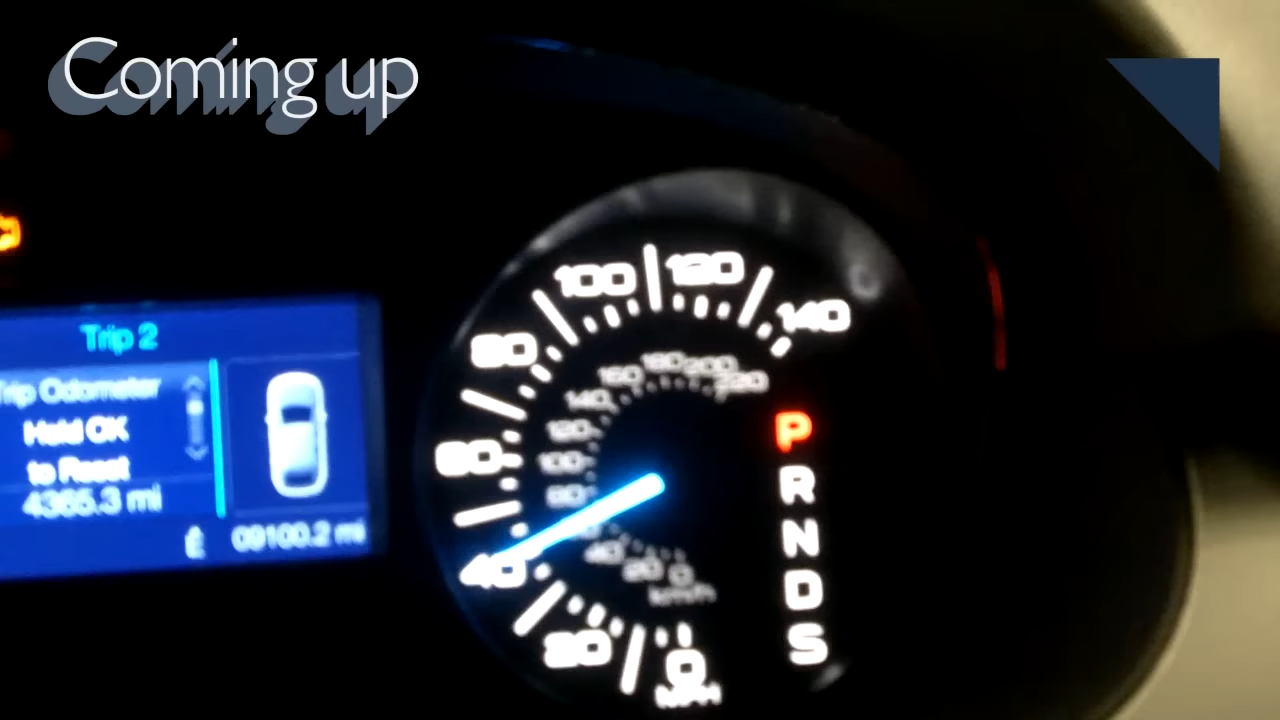 Coming up
Trip 2
Trip Odometer
Hold OK
to Reset
4365.3 mi
E
09100.2 mi
0
20
40
60
80
100
120
140
MPH
0
20
40
80
100
120
140
160
180
200
220
km/h
P
R
N
D
S